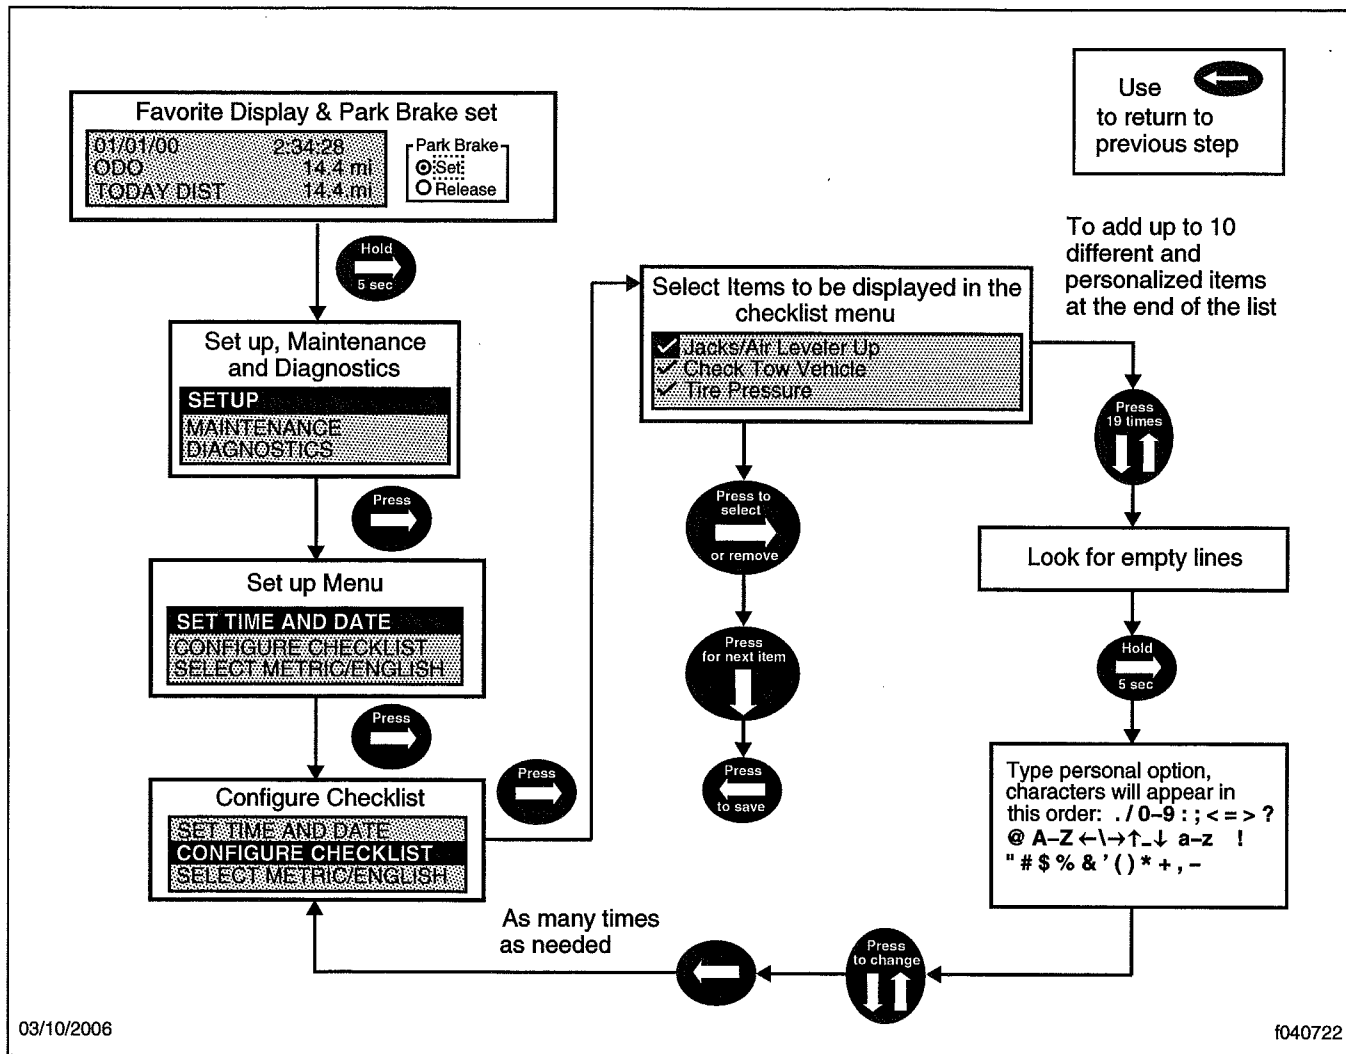 Favorite Display & Park Brake set
01/01/00 2:34:28
ODO 14.4 mi
TODAY DIST 14.4 mi
Park Brake
Set
Release
Use
to return to
previous step
Hold
5 sec
Set up, Maintenance
and Diagnostics
SETUP
MAINTENANCE
DIAGNOSTICS
Press
Set up Menu
SET TIME AND DATE
CONFIGURE CHECKLIST
SELECT METRIC/ENGLISH
Press
Configure Checklist
SET TIME AND DATE
CONFIGURE CHECKLIST
SELECT METRIC/ENGLISH
Press
Select Items to be displayed in the
checklist menu
✓ Jacks/Air Leveler Up
✓ Check Tow Vehicle
✓ Tire Pressure
Press to
select
or remove
Press
for next item
Press
to save
To add up to 10
different and
personalized items
at the end of the list
Press
19 times
Look for empty lines
Hold
5 sec
Type personal option,
characters will appear in
this order: . / 0–9 : ; < = > ?
@ A–Z ←\→↑_↓ a–z !
" # $ % & ' ( ) * + , –
Press
to change
As many times
as needed
03/10/2006
f040722